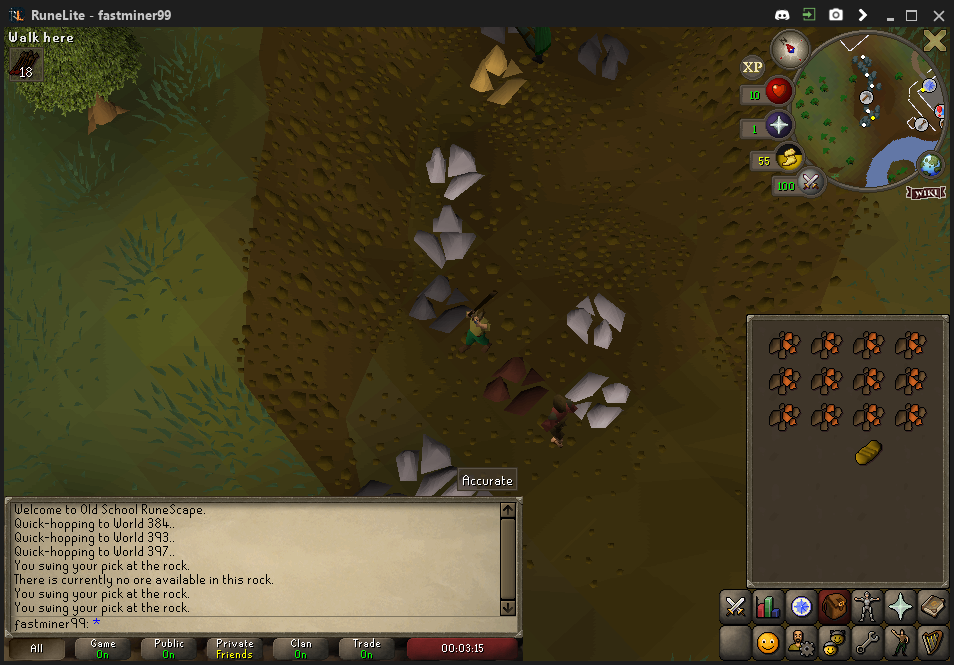 RuneLite - fastminer99
Walk here
18
XP
10
1
55
100
WIKI
Accurate
Welcome to Old School RuneScape.
Quick-hopping to World 384..
Quick-hopping to World 393..
Quick-hopping to World 397..
You swing your pick at the rock.
There is currently no ore available in this rock.
You swing your pick at the rock.
You swing your pick at the rock.
fastminer99: *
All
Game
On
Public
On
Private
Friends
Clan
On
Trade
On
00:03:15